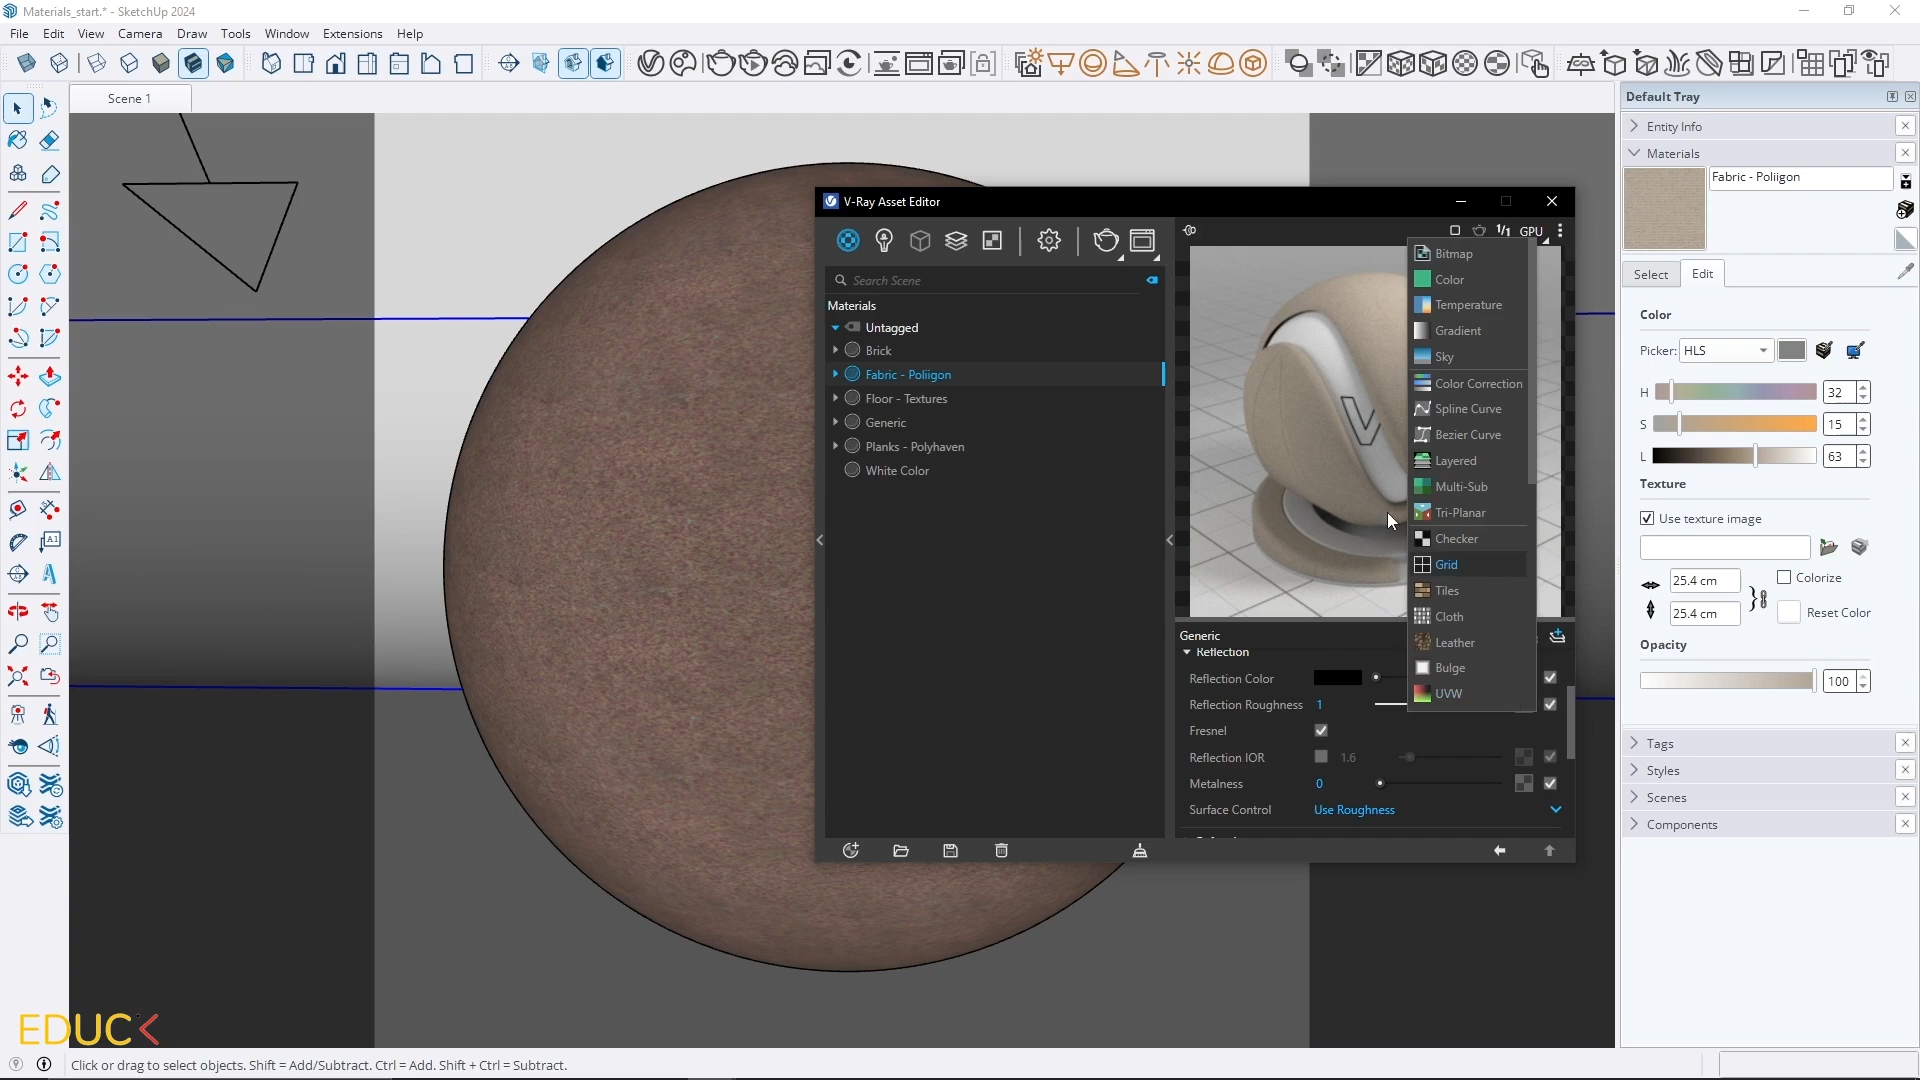 Materials_start.* - SketchUp 2024
File Edit View Camera Draw Tools Window Extensions Help
Scene 1
Default Tray
Entity Info
Materials
Fabric - Poliigon
Select Edit
Color
Picker: HLS
H 32
S 15
L 63
Texture
Use texture image
25.4 cm Colorize
25.4 cm Reset Color
Opacity
100
Tags
Styles
Scenes
Components
V-Ray Asset Editor
Search Scene
Materials
Untagged
Brick
Fabric - Poliigon
Floor - Textures
Generic
Planks - Polyhaven
White Color
1/1 GPU
Bitmap
Color
Temperature
Gradient
Sky
Color Correction
Spline Curve
Bezier Curve
Layered
Multi-Sub
Tri-Planar
Checker
Grid
Tiles
Cloth
Leather
Bulge
UVW
Generic
Reflection
Reflection Color
Reflection Roughness 1
Fresnel
Reflection IOR 1.6
Metalness 0
Surface Control Use Roughness
EDUCK
Click or drag to select objects. Shift = Add/Subtract. Ctrl = Add. Shift + Ctrl = Subtract.